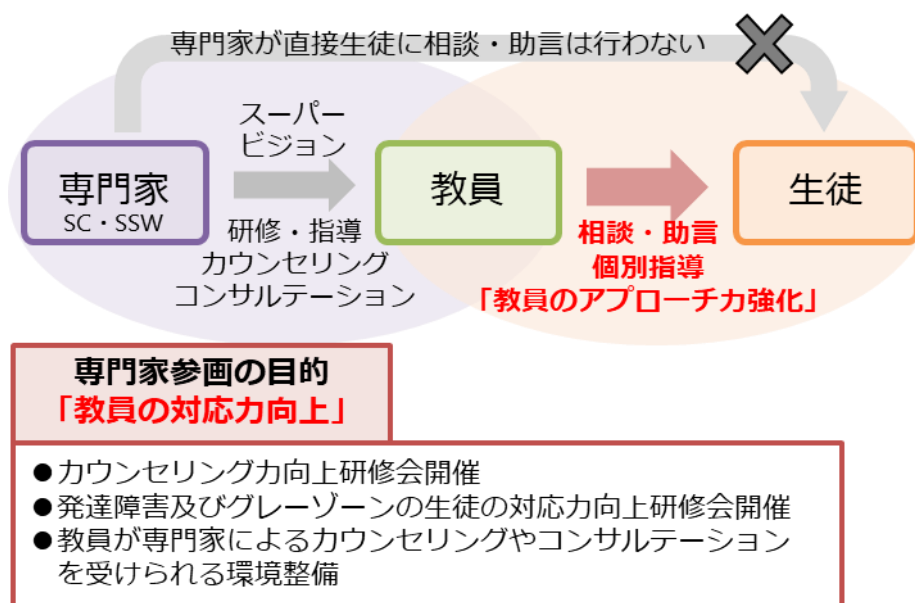 専門家が直接生徒に相談・助言は行わない
スーパー
ビジョン
専門家
SC・SSW
教員
生徒
研修・指導
カウンセリング
コンサルテーション
相談・助言
個別指導
「教員のアプローチ力強化」
専門家参画の目的
「教員の対応力向上」
●カウンセリング力向上研修会開催
●発達障害及びグレーゾーンの生徒の対応力向上研修会開催
●教員が専門家によるカウンセリングやコンサルテーション
を受けられる環境整備